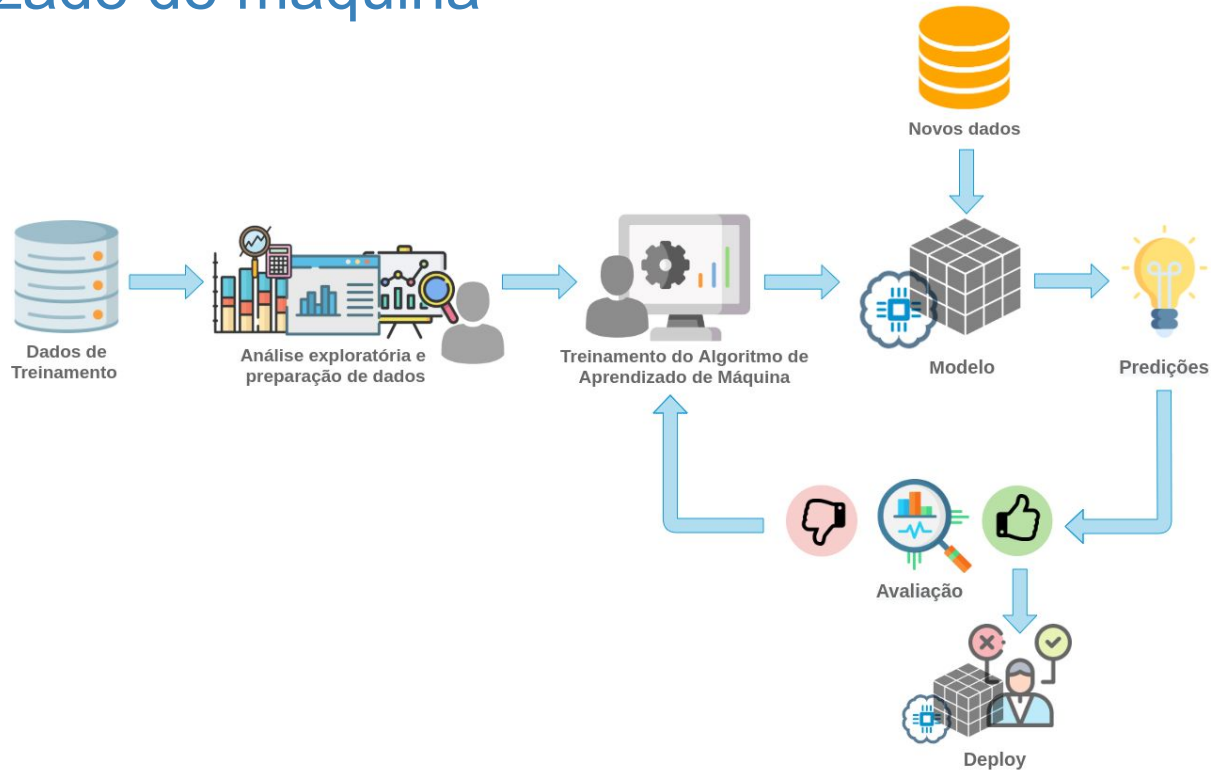 Novos dados
Dados de
Treinamento
Análise exploratória e
preparação de dados
Treinamento do Algoritmo de
Aprendizado de Máquina
Modelo
Predições
Avaliação
Deploy